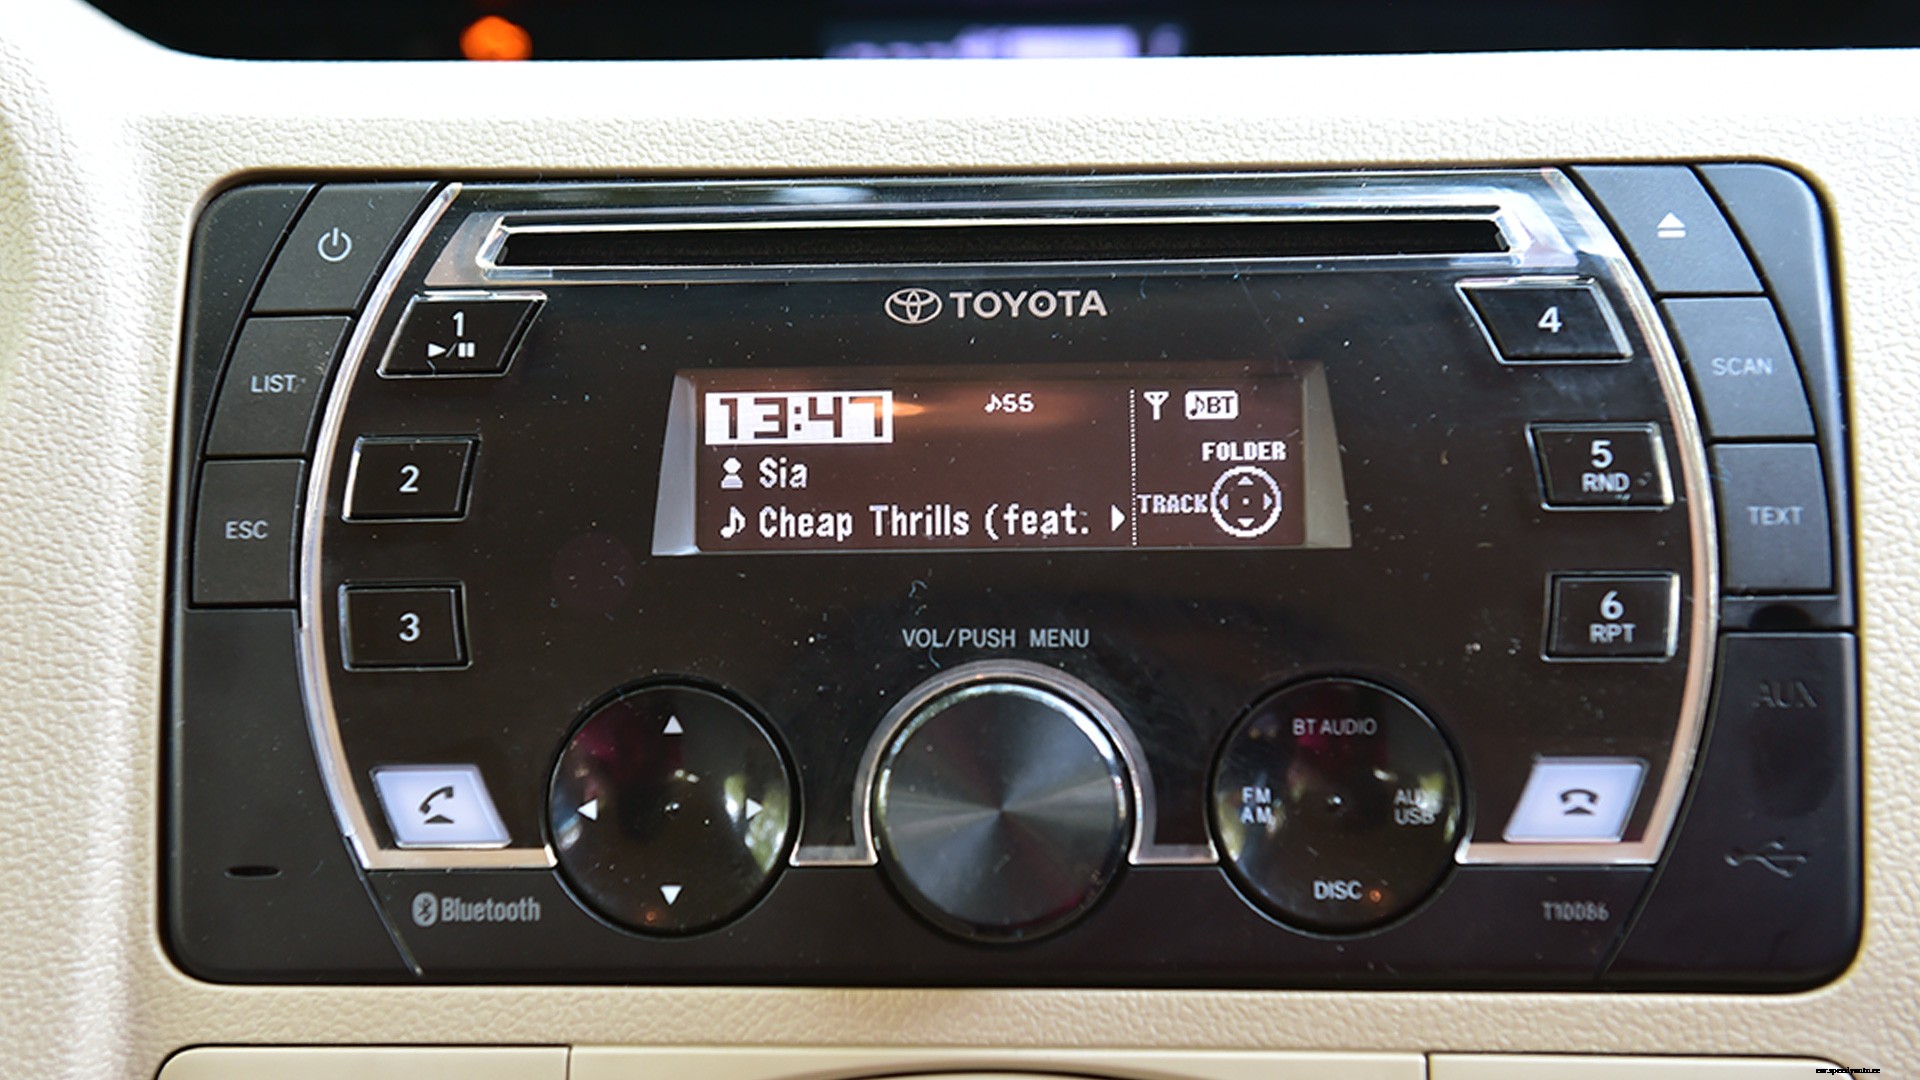 TOYOTA
1
4
LIST
SCAN
13:47
♪55
♪BT
Sia
FOLDER
2
5
RND
Cheap Thrills (feat.
TRACK
ESC
TEXT
3
6
RPT
VOL/PUSH MENU
AUX
BT AUDIO
FM
AM
AUX
USB
DISC
Bluetooth
T10086